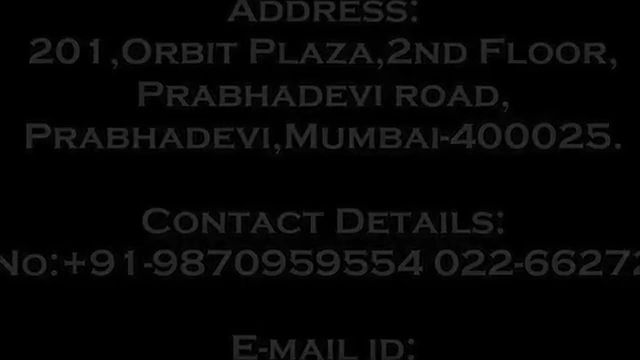 Address:
201,Orbit Plaza,2nd Floor,
Prabhadevi road,
Prabhadevi,Mumbai-400025.
Contact Details:
No:+91-9870959554 022-66272
E-mail id: